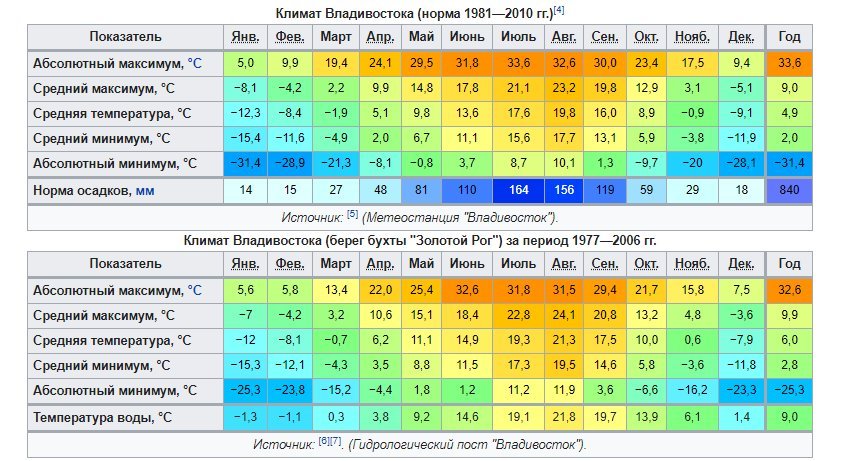 Климат Владивостока (норма 1981—2010 гг.)[4]
Показатель Янв. Фев. Март Апр. Май Июнь Июль Авг. Сен. Окт. Нояб. Дек. Год
Абсолютный максимум, °C 5,0 9,9 19,4 24,1 29,5 31,8 33,6 32,6 30,0 23,4 17,5 9,4 33,6
Средний максимум, °C −8,1 −4,2 2,2 9,9 14,8 17,8 21,1 23,2 19,8 12,9 3,1 −5,1 9,0
Средняя температура, °C −12,3 −8,4 −1,9 5,1 9,8 13,6 17,6 19,8 16,0 8,9 −0,9 −9,1 4,9
Средний минимум, °C −15,4 −11,6 −4,9 2,0 6,7 11,1 15,6 17,7 13,1 5,9 −3,8 −11,9 2,0
Абсолютный минимум, °C −31,4 −28,9 −21,3 −8,1 −0,8 3,7 8,7 10,1 1,3 −9,7 −20 −28,1 −31,4
Норма осадков, мм 14 15 27 48 81 110 164 156 119 59 29 18 840
Источник: [5] (Метеостанция "Владивосток").
Климат Владивостока (берег бухты "Золотой Рог") за период 1977—2006 гг.
Показатель Янв. Фев. Март Апр. Май Июнь Июль Авг. Сен. Окт. Нояб. Дек. Год
Абсолютный максимум, °C 5,6 5,8 13,4 22,0 25,4 32,6 31,8 31,5 29,4 21,7 15,8 7,5 32,6
Средний максимум, °C −7 −4,2 3,2 10,6 15,1 18,4 22,8 24,1 20,8 13,2 4,8 −3,6 9,9
Средняя температура, °C −12 −8,1 −0,7 6,2 11,1 14,9 19,3 21,3 17,5 10,0 0,6 −7,9 6,0
Средний минимум, °C −15,3 −12,1 −4,3 3,5 8,8 11,5 17,3 19,5 14,6 5,8 −3,6 −11,8 2,8
Абсолютный минимум, °C −25,3 −23,8 −15,2 −4,4 1,8 1,2 11,2 11,9 3,6 −6,6 −16,2 −23,3 −25,3
Температура воды, °C −1,3 −1,1 0,3 3,8 9,2 14,6 19,1 21,8 19,7 13,9 6,1 1,4 9,0
Источник: [6][7]. (Гидрологический пост "Владивосток").